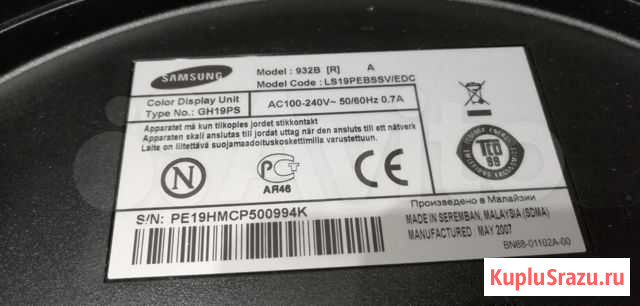 SAMSUNG
Model : 932B [R] A
Model Code : LS19PEBSSV/EDC
Color Display Unit
Type No.: GH19PS
AC100-240V~ 50/60Hz 0.7A
Apparatet må kun tilkoples jordet stikkontakt
Apparaten skall anslutas till jordat uttag när den ansluts till ett nätverk
Laite on liitettävä suojamaadoituskoskettimilla varustettuun.
TCO
99
N
AR46
CE
S/N: PE19HMCP500994K
Произведено в Малайзии
MADE IN SEREMBAN, MALAYSIA (SDMA)
MANUFACTURED MAY 2007
BN68-01102A-00
KupluSrazu.ru